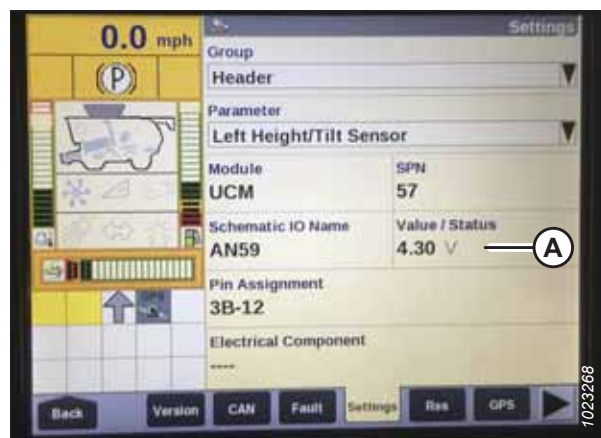 0.0 mph
Settings
(P)
Group
Header
Parameter
Left Height/Tilt Sensor
Module
SPN
UCM
57
Schematic IO Name
Value / Status
AN59
4.30 V
A
Pin Assignment
3B-12
GPS
Electrical Component
----
Back
Version
CAN
Fault
Settings
Res
GPS
1023268